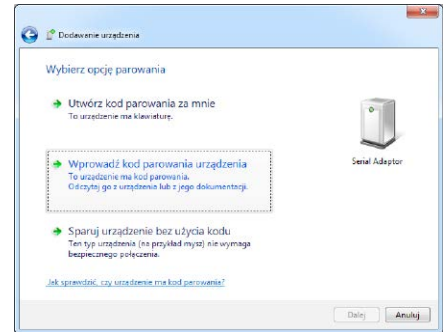 Dodawanie urządzenia
Wybierz opcję parowania
Utwórz kod parowania za mnie
To urządzenie ma klawiaturę.
Wprowadź kod parowania urządzenia
To urządzenie ma kod parowania.
Odczytaj go z urządzenia lub z jego dokumentacji.
Serial Adaptor
Sparuj urządzenie bez użycia kodu
Ten typ urządzenia (na przykład mysz) nie wymaga
bezpiecznego połączenia.
Jak sprawdzić, czy urządzenie ma kod parowania?
Dalej Anuluj